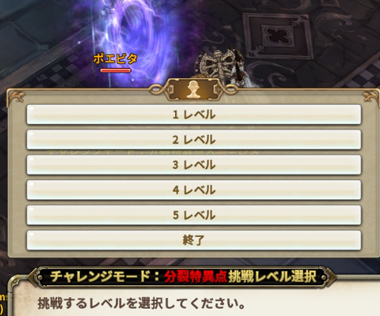 ポエビタ
1 レベル
2 レベル
3 レベル
4 レベル
5 レベル
終了
チャレンジモード：分裂特異点挑戦レベル選択
挑戦するレベルを選択してください。